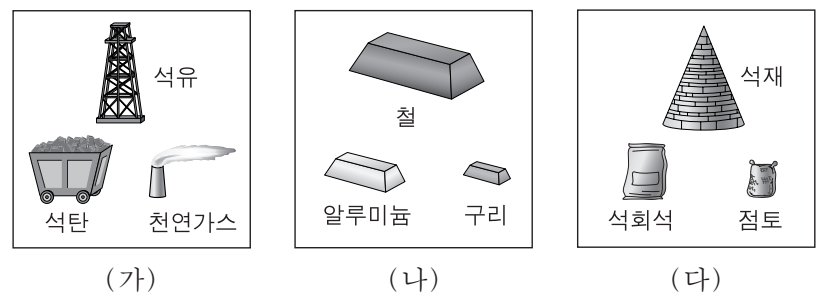 석유
석탄 천연가스
(가)
철
알루미늄 구리
(나)
석재
석회석 점토
(다)